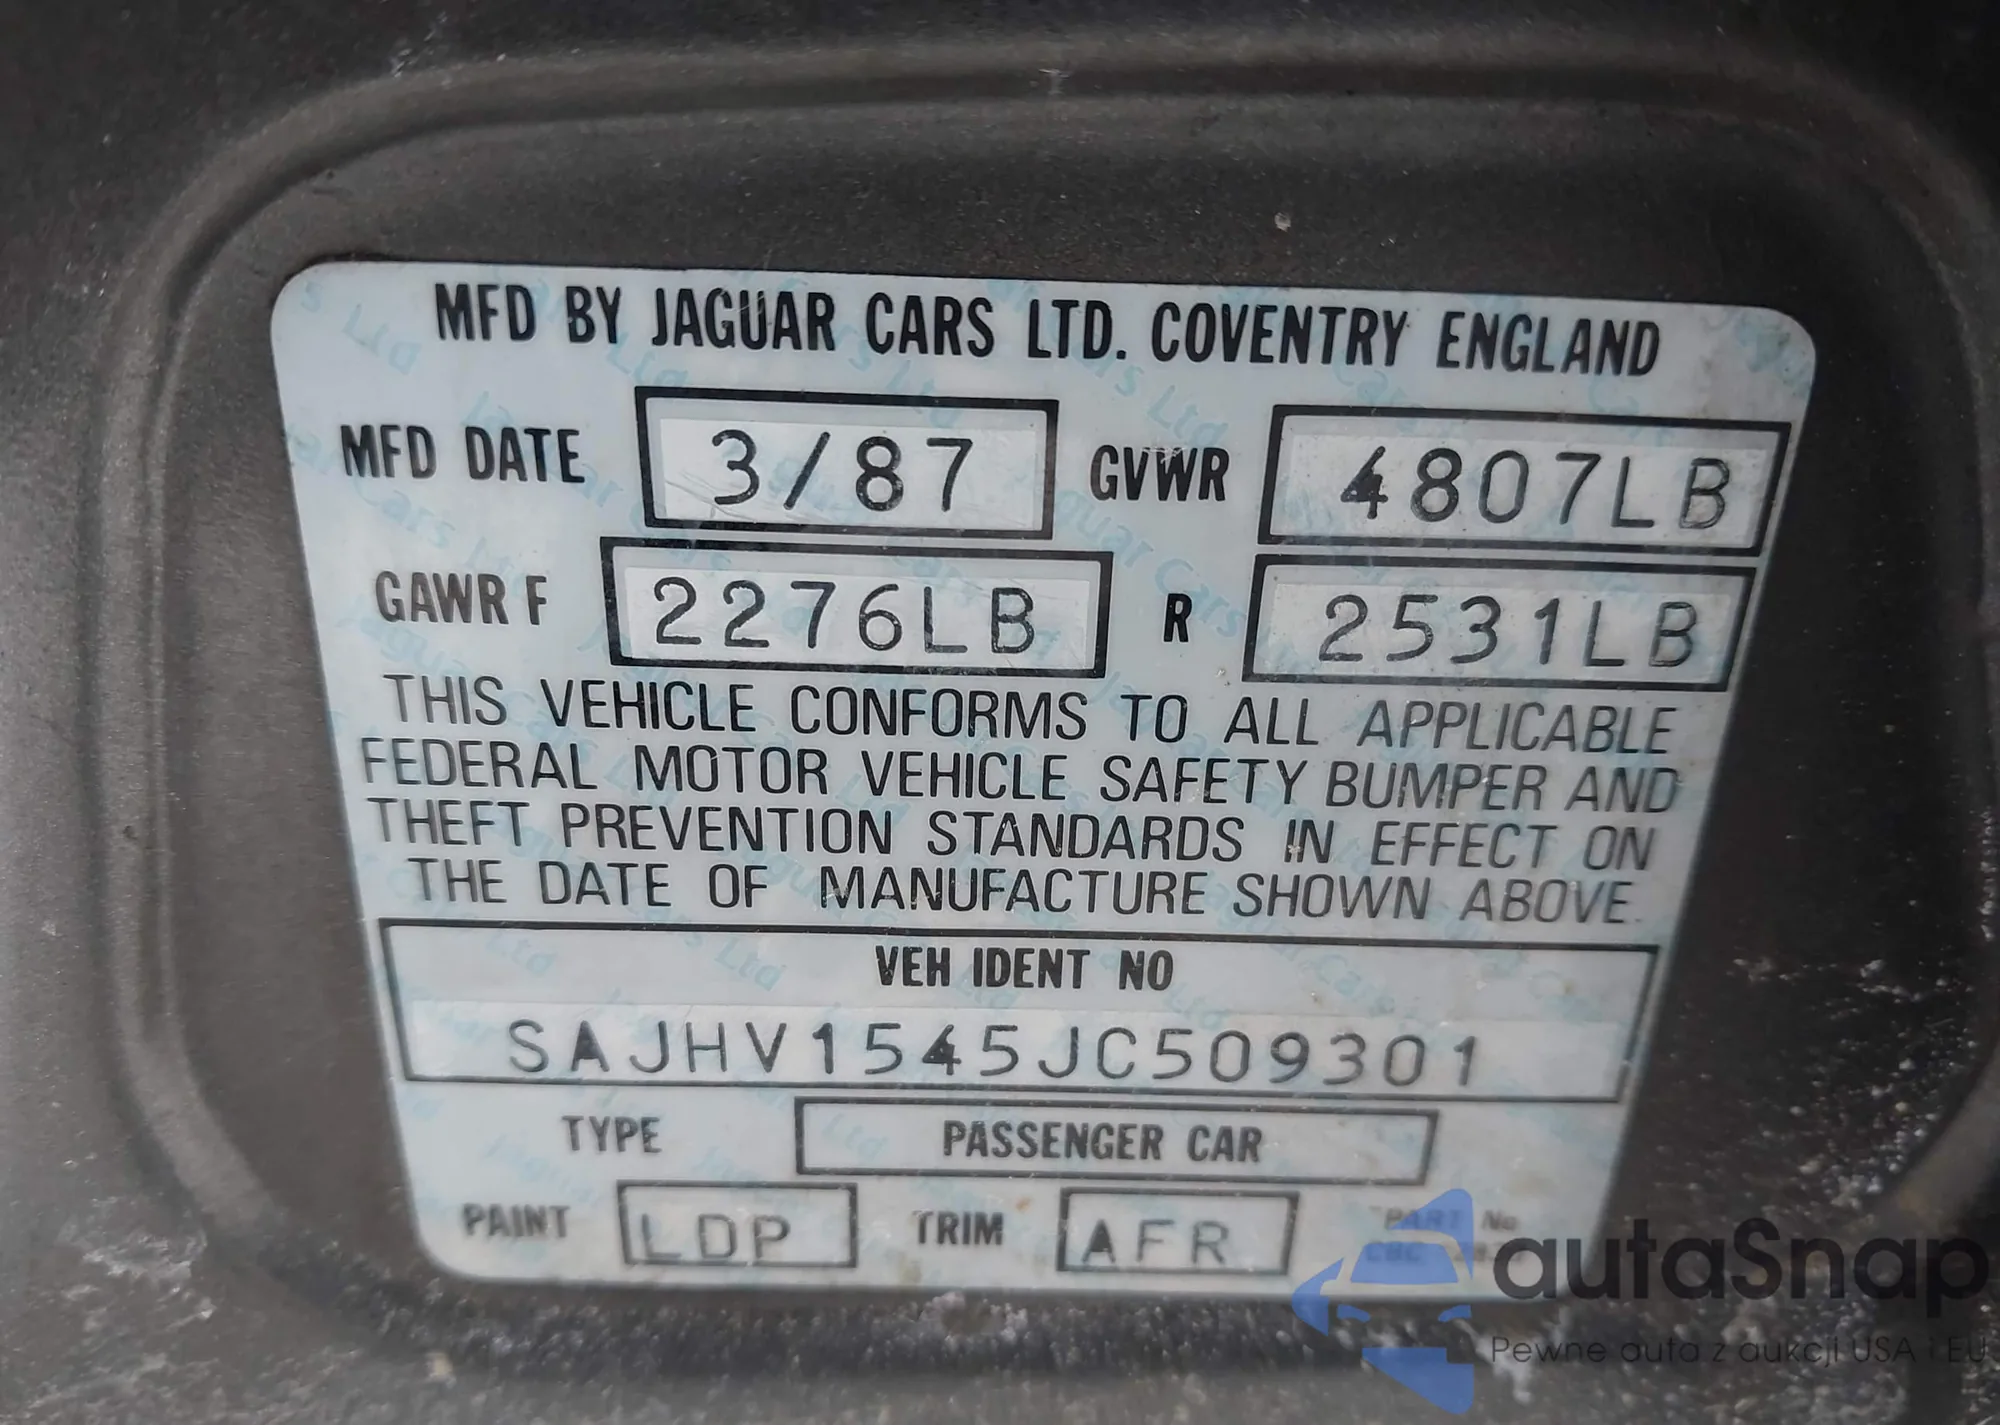 MFD BY JAGUAR CARS LTD. COVENTRY ENGLAND
MFD DATE 3/87 GVWR 4807LB
GAWR F 2276LB R 2531LB
THIS VEHICLE CONFORMS TO ALL APPLICABLE
FEDERAL MOTOR VEHICLE SAFETY BUMPER AND
THEFT PREVENTION STANDARDS IN EFFECT ON
THE DATE OF MANUFACTURE SHOWN ABOVE.
VEH IDENT NO
SAJHV1545JC509301
TYPE PASSENGER CAR
PAINT LDP TRIM AFR
PART No
CBC
autaSnap
Pewne auta z aukcji USA i EU